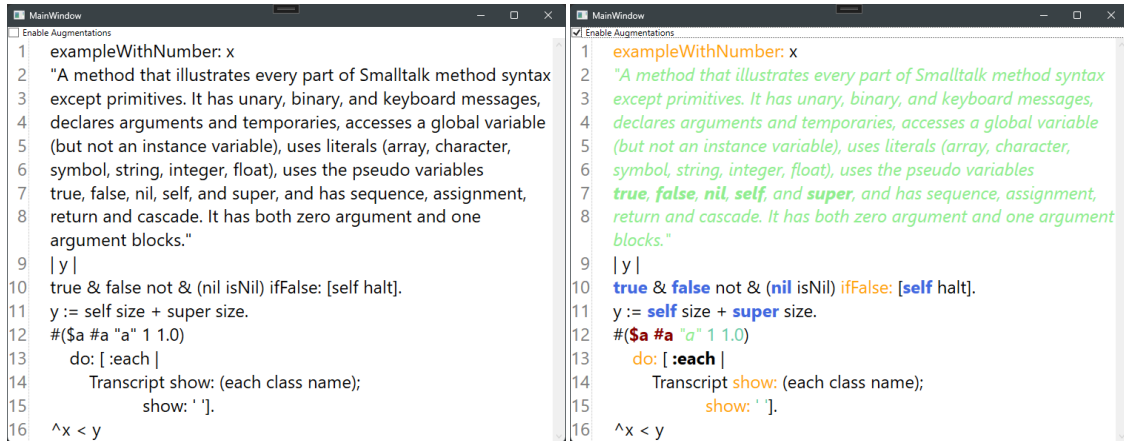 MainWindow
Enable Augmentations
1 exampleWithNumber: x
2 "A method that illustrates every part of Smalltalk method syntax
3 except primitives. It has unary, binary, and keyboard messages,
4 declares arguments and temporaries, accesses a global variable
5 (but not an instance variable), uses literals (array, character,
6 symbol, string, integer, float), uses the pseudo variables
7 true, false, nil, self, and super, and has sequence, assignment,
8 return and cascade. It has both zero argument and one
argument blocks."
9 | y |
10 true & false not & (nil isNil) ifFalse: [self halt].
11 y := self size + super size.
12 #($a #a "a" 1 1.0)
13 do: [ :each |
14 Transcript show: (each class name);
15 show: ' '].
16 ^x < y
MainWindow
Enable Augmentations
1 exampleWithNumber: x
2 "A method that illustrates every part of Smalltalk method syntax
3 except primitives. It has unary, binary, and keyboard messages,
4 declares arguments and temporaries, accesses a global variable
5 (but not an instance variable), uses literals (array, character,
6 symbol, string, integer, float), uses the pseudo variables
7 true, false, nil, self, and super, and has sequence, assignment,
8 return and cascade. It has both zero argument and one argument
blocks."
9 | y |
10 true & false not & (nil isNil) ifFalse: [self halt].
11 y := self size + super size.
12 #($a #a "a" 1 1.0)
13 do: [ :each |
14 Transcript show: (each class name);
15 show: ' '].
16 ^x < y